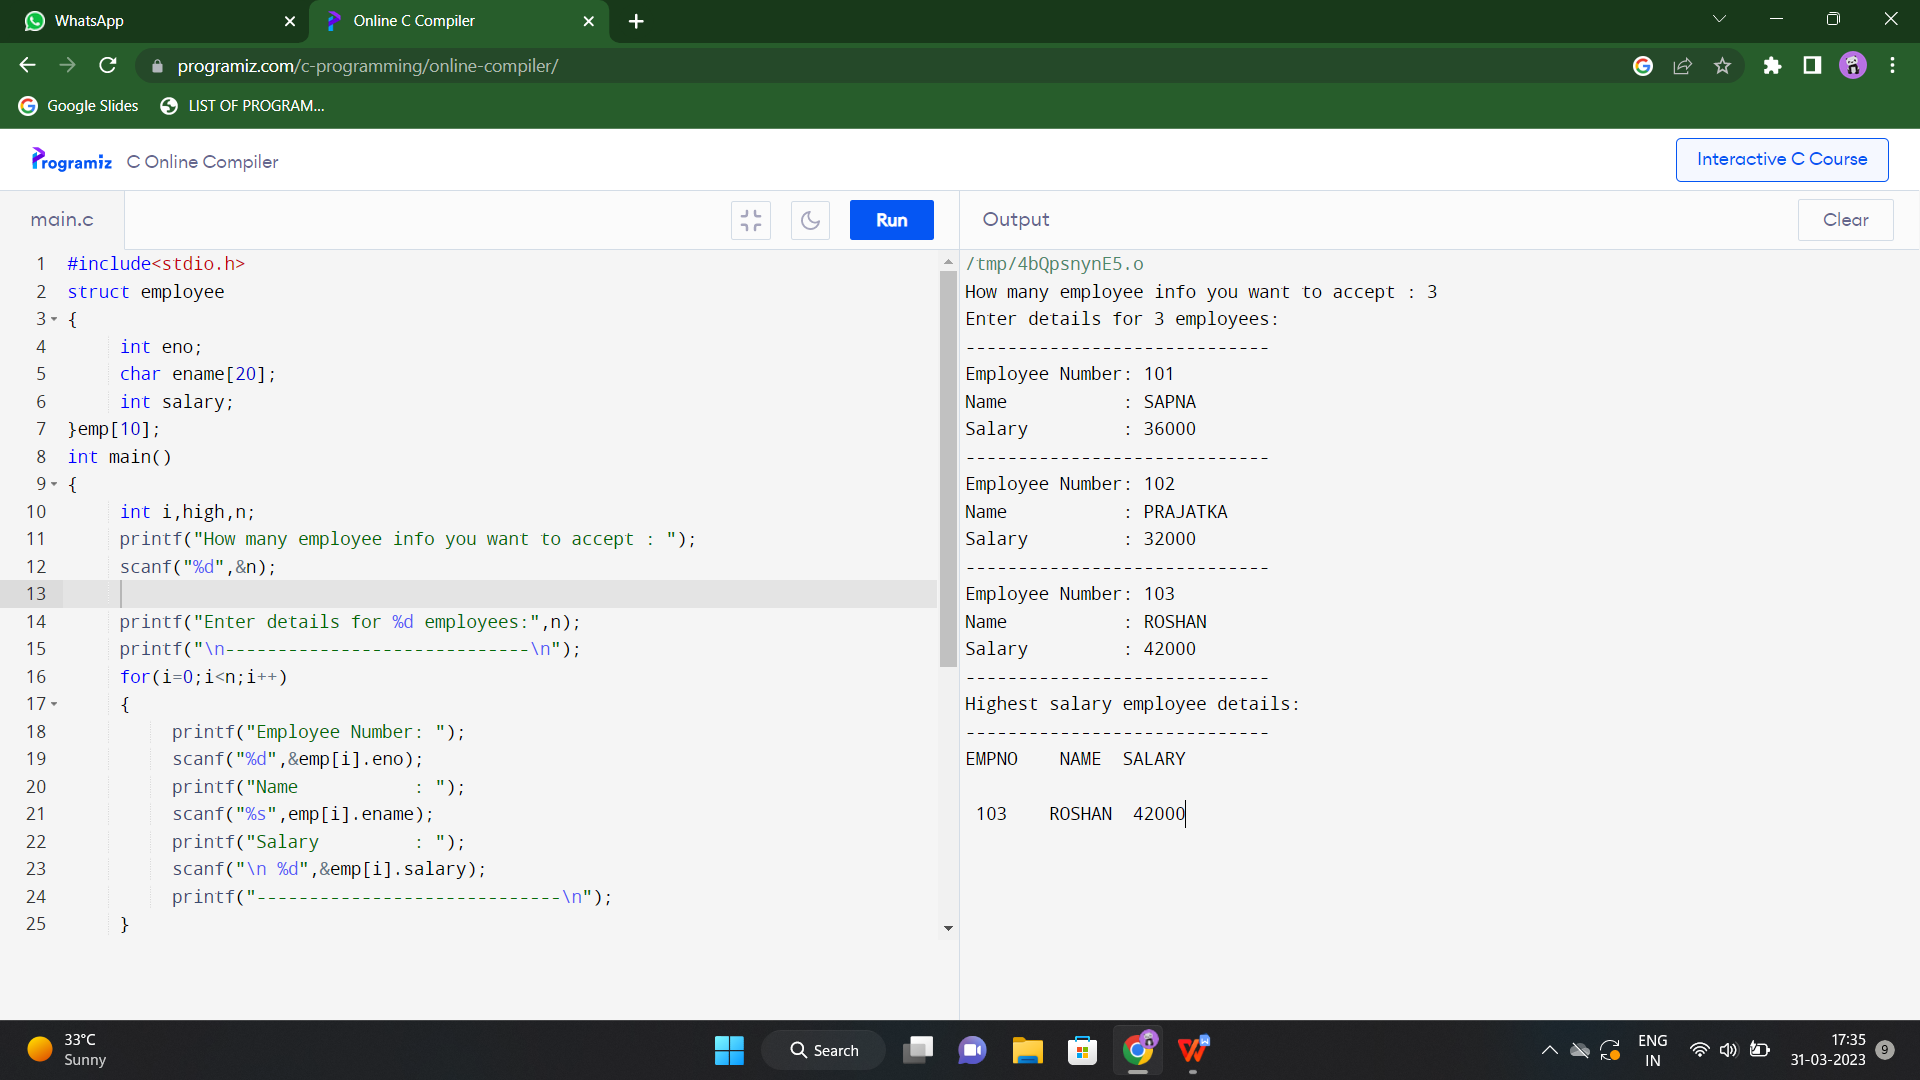 WhatsApp
Online C Compiler
programiz.com/c-programming/online-compiler/
Google Slides
LIST OF PROGRAM...
Programiz
C Online Compiler
Interactive C Course
main.c
Run
Output
Clear
1 #include<stdio.h>
2 struct employee
3 {
4 int eno;
5 char ename[20];
6 int salary;
7 }emp[10];
8 int main()
9 {
10 int i,high,n;
11 printf("How many employee info you want to accept : ");
12 scanf("%d",&n);
13
14 printf("Enter details for %d employees:",n);
15 printf("\n-----------------------------\n");
16 for(i=0;i<n;i++)
17 {
18 printf("Employee Number: ");
19 scanf("%d",&emp[i].eno);
20 printf("Name           : ");
21 scanf("%s",emp[i].ename);
22 printf("Salary         : ");
23 scanf("\n %d",&emp[i].salary);
24 printf("-----------------------------\n");
25 }
/tmp/4bQpsnynE5.o
How many employee info you want to accept : 3
Enter details for 3 employees:
-----------------------------
Employee Number: 101
Name           : SAPNA
Salary         : 36000
-----------------------------
Employee Number: 102
Name           : PRAJATKA
Salary         : 32000
-----------------------------
Employee Number: 103
Name           : ROSHAN
Salary         : 42000
-----------------------------
Highest salary employee details:
-----------------------------
EMPNO    NAME  SALARY
103    ROSHAN  42000
33°C
Sunny
Search
ENG
IN
17:35
31-03-2023
9